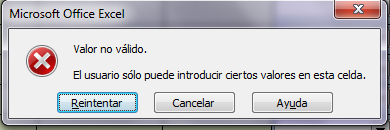 Microsoft Office Excel
Valor no válido.
El usuario sólo puede introducir ciertos valores en esta celda.
Reintentar Cancelar Ayuda